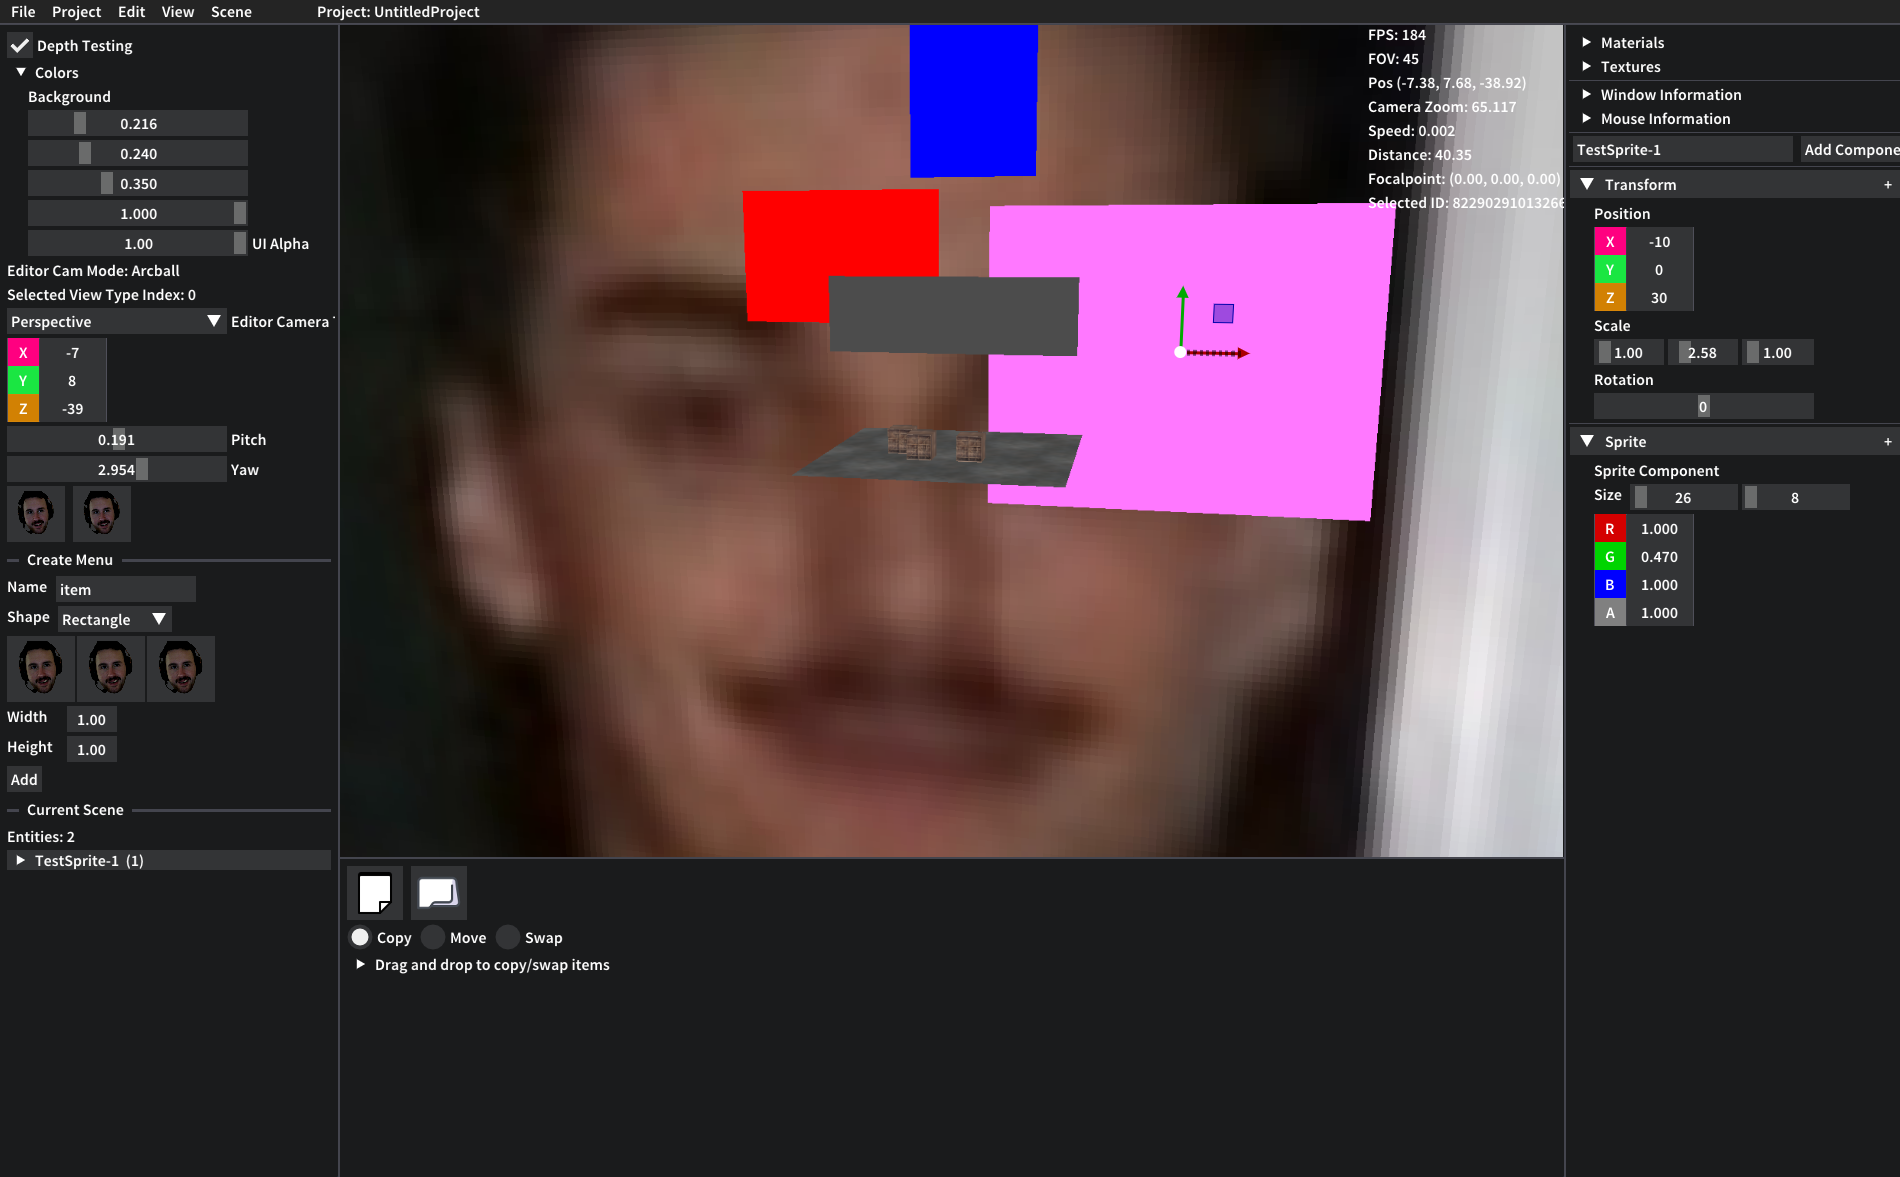 File Project Edit View Scene Project: UntitledProject
Depth Testing
Colors
Background
0.216
0.240
0.350
1.000
1.00 UI Alpha
Editor Cam Mode: Arcball
Selected View Type Index: 0
Perspective Editor Camera
X -7
Y 8
Z -39
0.191 Pitch
2.954 Yaw
Create Menu
Name item
Shape Rectangle
Width 1.00
Height 1.00
Add
Current Scene
Entities: 2
TestSprite-1 (1)
FPS: 184
FOV: 45
Pos (-7.38, 7.68, -38.92)
Camera Zoom: 65.117
Speed: 0.002
Distance: 40.35
Focalpoint: (0.00, 0.00, 0.00)
Selected ID: 82290291013266
Copy Move Swap
Drag and drop to copy/swap items
Materials
Textures
Window Information
Mouse Information
TestSprite-1 Add Compone
Transform +
Position
X -10
Y 0
Z 30
Scale
1.00 2.58 1.00
Rotation
0
Sprite +
Sprite Component
Size 26 8
R 1.000
G 0.470
B 1.000
A 1.000